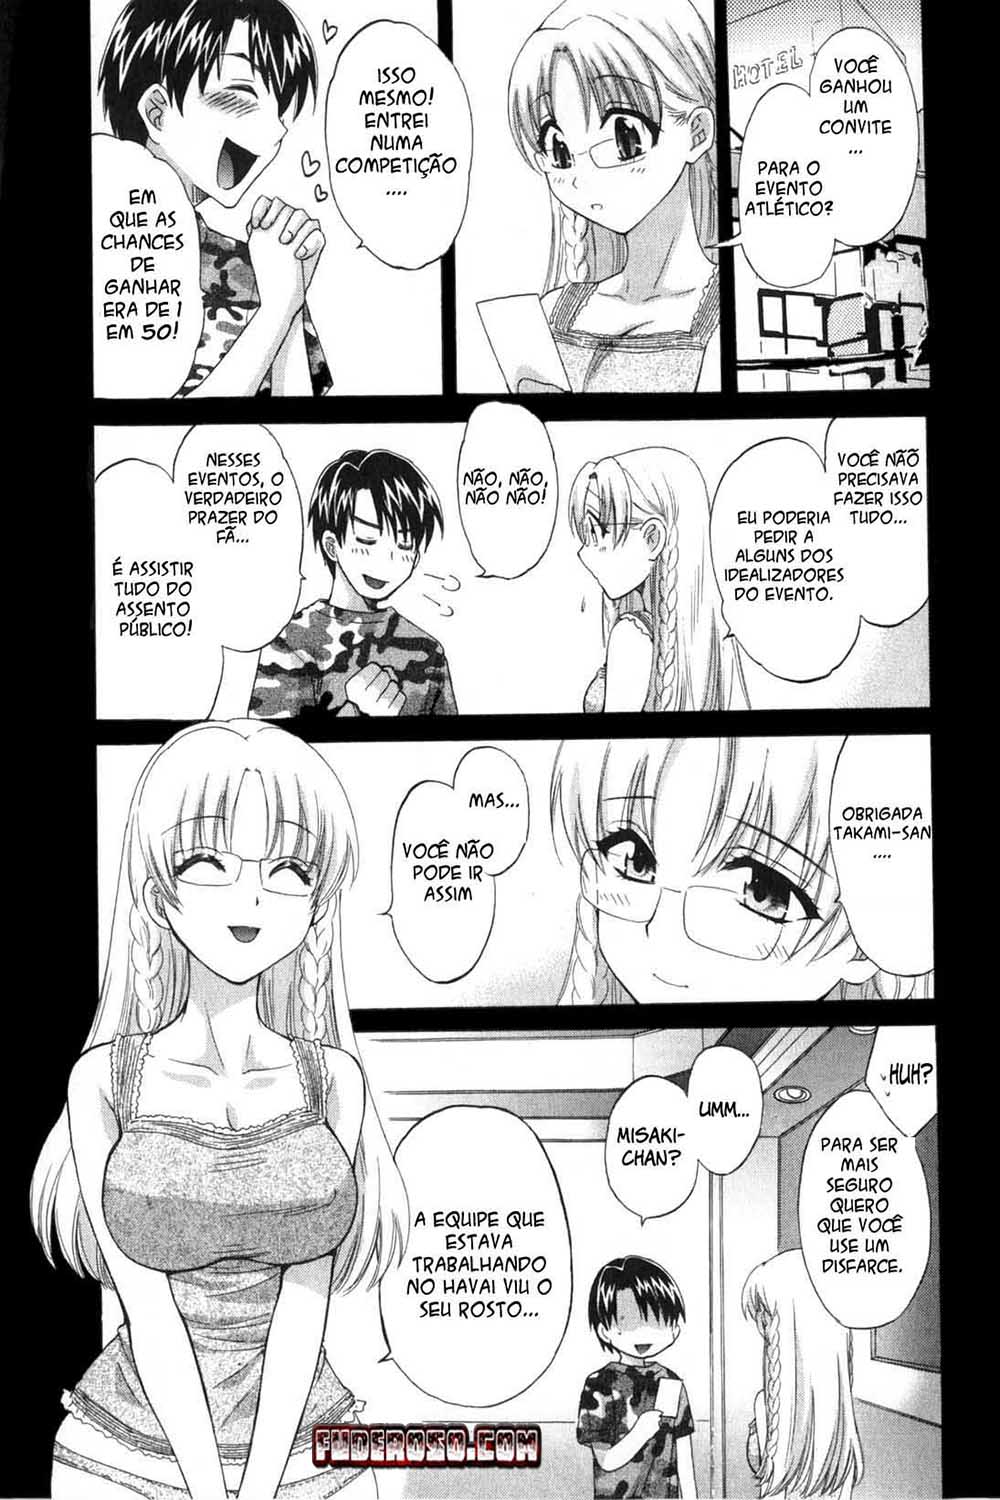 HOTEL
VOCÊ
GANHOU
UM
CONVITE
...
PARA O
EVENTO
ATLÉTICO?
ISSO
MESMO!
ENTREI
NUMA
COMPETIÇÃO
....
EM
QUE AS
CHANCES
DE
GANHAR
ERA DE 1
EM 50!
VOCÊ NÃO
PRECISAVA
FAZER ISSO
TUDO...
EU PODERIA
PEDIR A
ALGUNS DOS
IDEALIZADORES
DO EVENTO.
NÃO, NÃO,
NÃO NÃO!
NESSES
EVENTOS, O
VERDADEIRO
PRAZER DO
FÃ...
É ASSISTIR
TUDO DO
ASSENTO
PÚBLICO!
OBRIGADA
TAKAMI-SAN
....
MAS...
VOCÊ NÃO
PODE IR
ASSIM
HUH?
PARA SER
MAIS
SEGURO
QUERO
QUE VOCÊ
USE UM
DISFARCE.
UMM...
MISAKI-
CHAN?
A EQUIPE QUE
ESTAVA
TRABALHANDO
NO HAVAI VIU O
SEU ROSTO...
FUDEROSO.COM